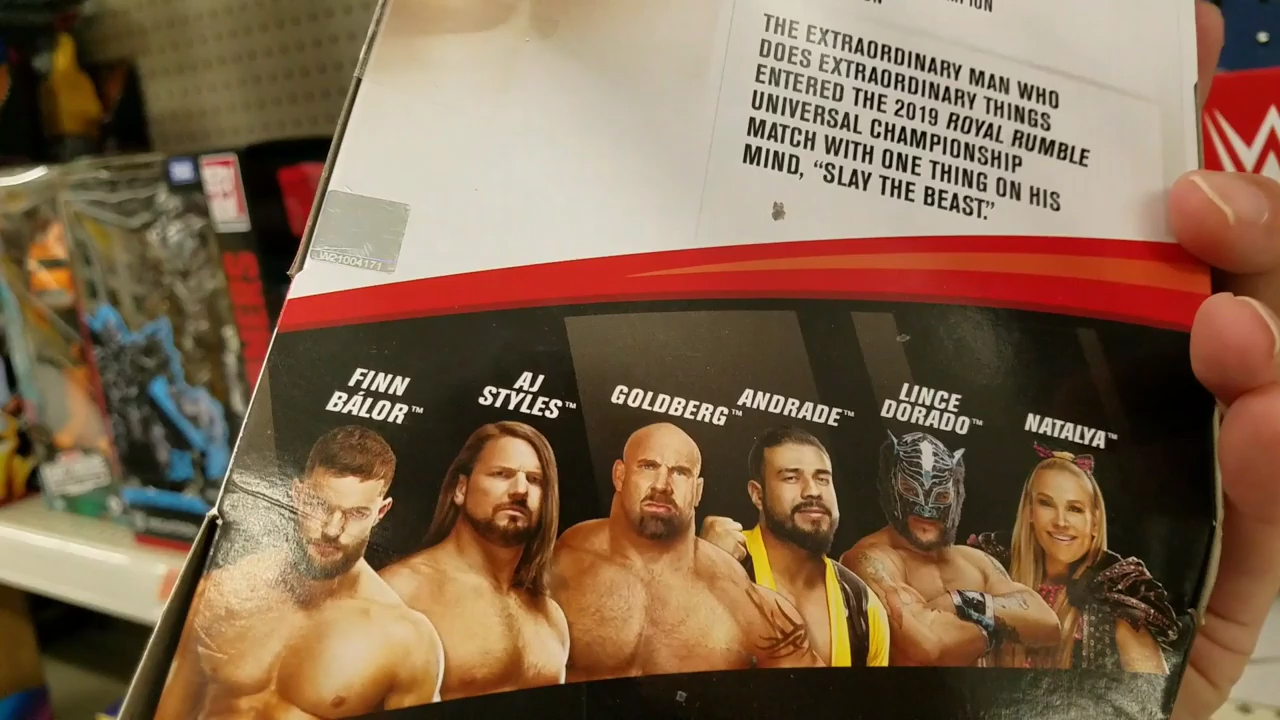 THE EXTRAORDINARY MAN WHO
DOES EXTRAORDINARY THINGS
ENTERED THE 2019 ROYAL RUMBLE
UNIVERSAL CHAMPIONSHIP
MATCH WITH ONE THING ON HIS
MIND, “SLAY THE BEAST.”
W21004171
FINN
BÁLOR™
AJ
STYLES™
GOLDBERG™
ANDRADE™
LINCE
DORADO™
NATALYA™